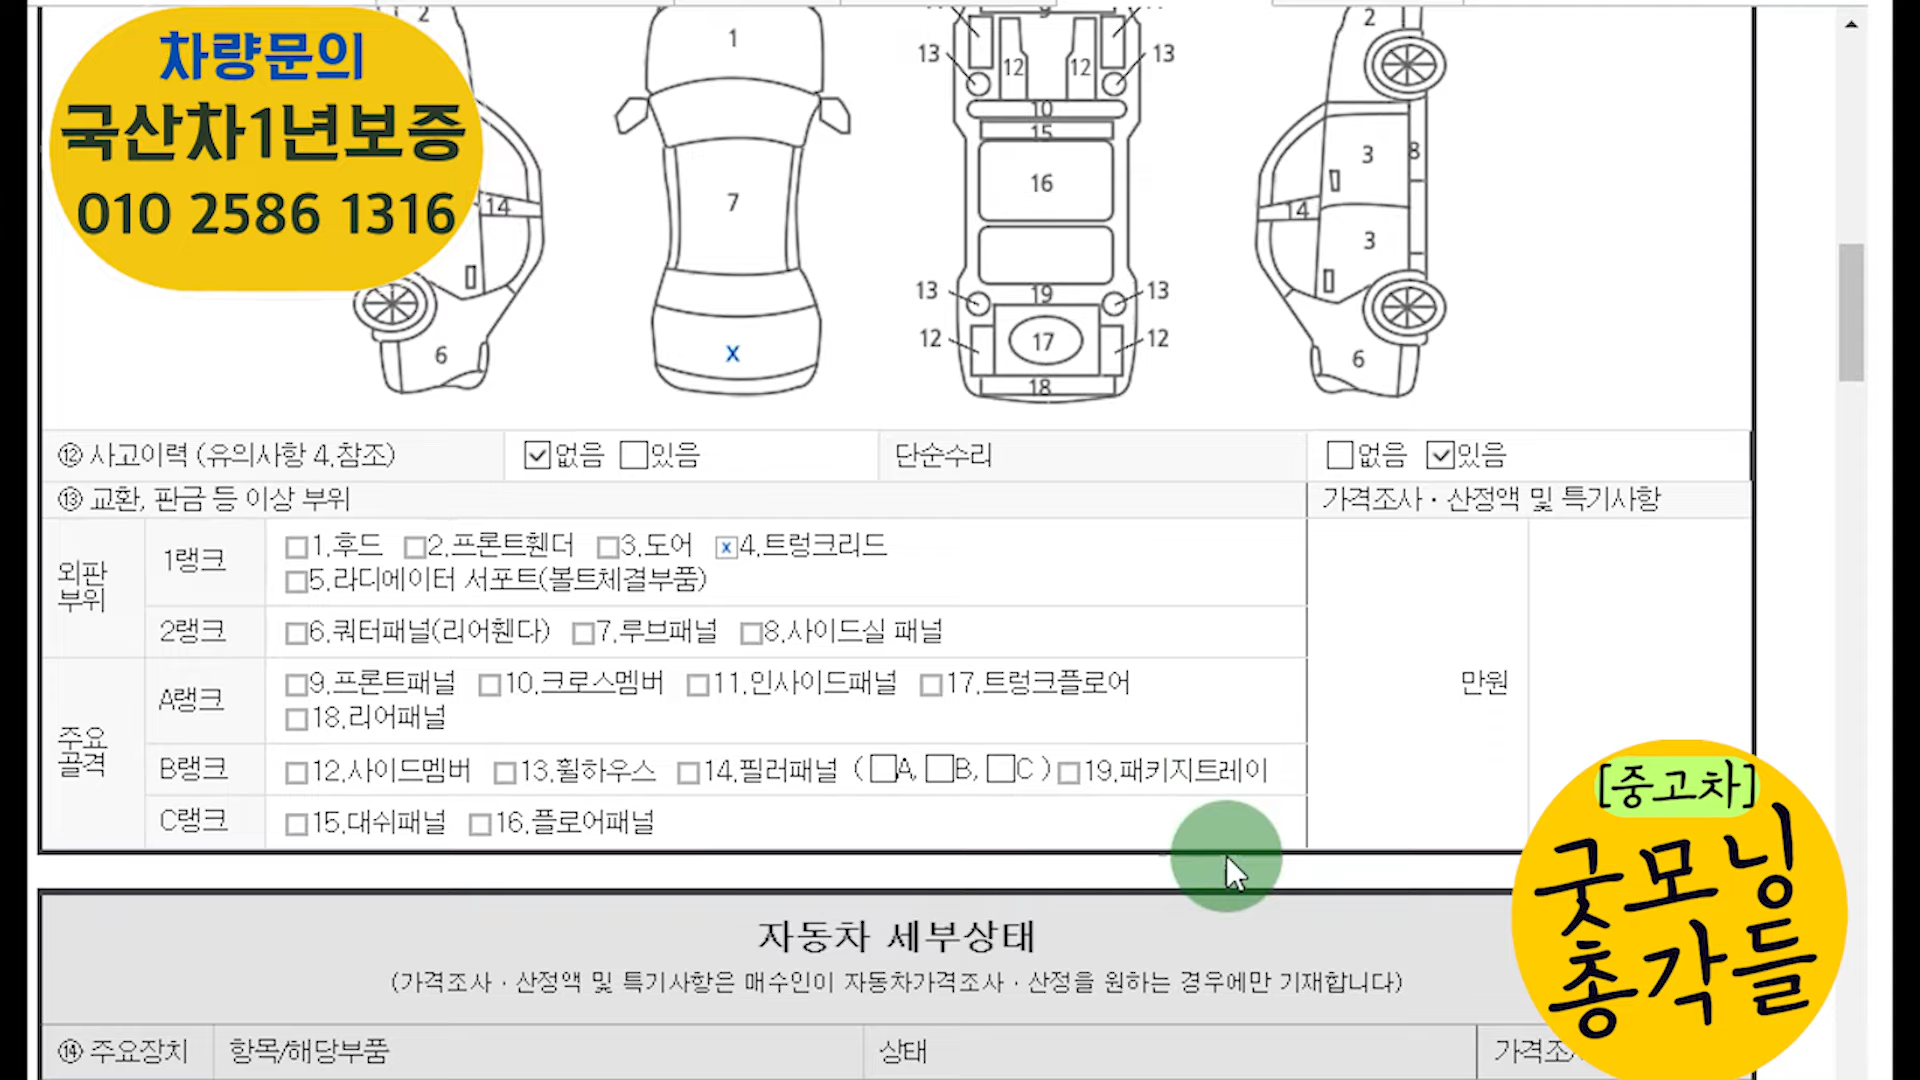 차량문의
국산차1년보증
010 2586 1316
2
1
13
12
12
13
2
10
15
3
8
14
7
16
14
3
13
19
13
6
X
12
17
12
6
18
⑫ 사고이력 (유의사항 4.참조) 없음 있음 단순수리 없음 있음
⑬ 교환, 판금 등 이상 부위 가격조사·산정액 및 특기사항
외판부위
1랭크 1.후드 2.프론트휀더 3.도어 x 4.트렁크리드
5.라디에이터 서포트(볼트체결부품)
2랭크 6.쿼터패널(리어휀다) 7.루브패널 8.사이드실 패널
주요골격
A랭크 9.프론트패널 10.크로스멤버 11.인사이드패널 17.트렁크플로어
18.리어패널
만원
B랭크 12.사이드멤버 13.휠하우스 14.필러패널 ( A, B, C ) 19.패키지트레이
C랭크 15.대쉬패널 16.플로어패널
[중고차]
굿모닝
총각들
자동차 세부상태
(가격조사·산정액 및 특기사항은 매수인이 자동차가격조사·산정을 원하는 경우에만 기재합니다)
⑭ 주요장치 항목/해당부품 상태 가격조